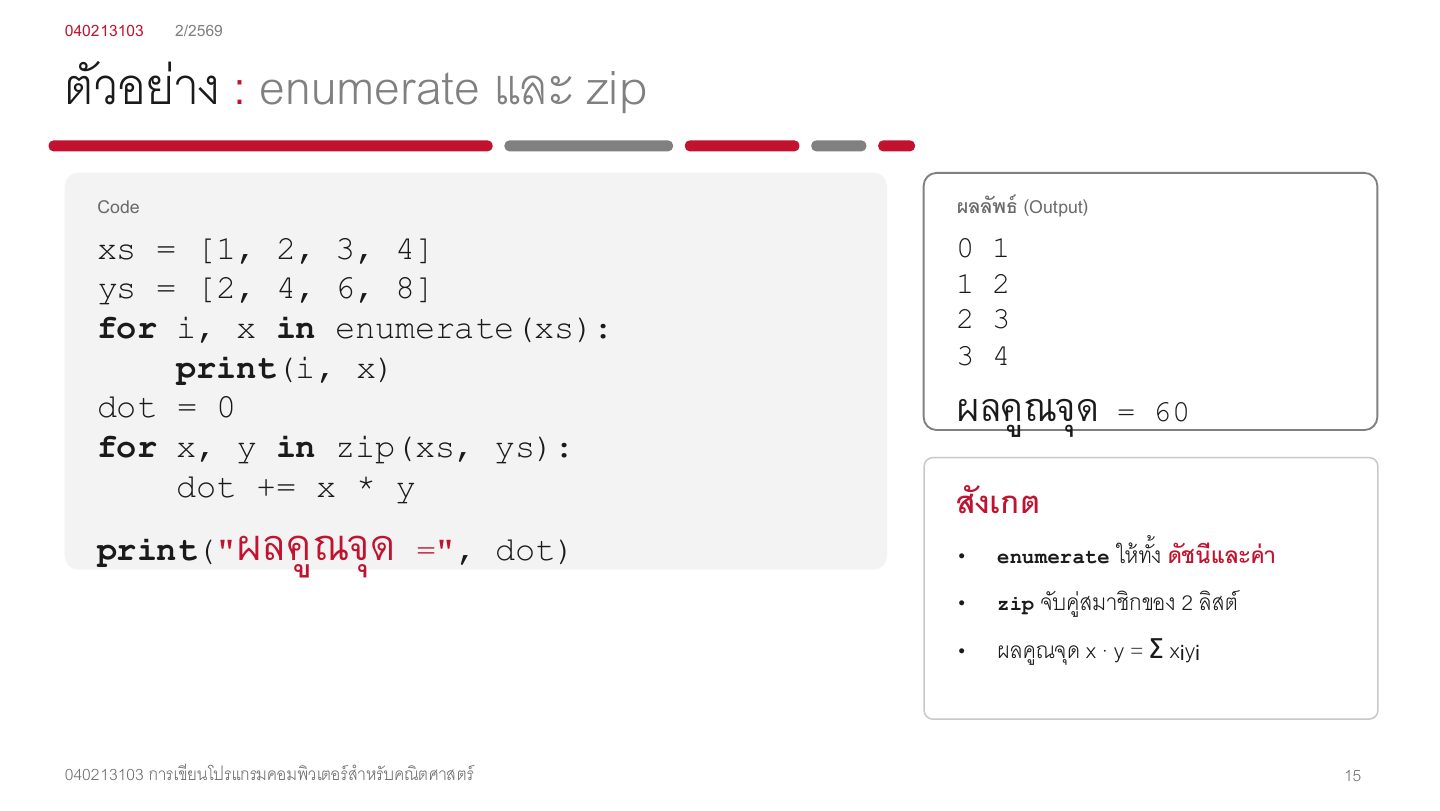 040213103 2/2569
ตัวอย่าง : enumerate และ zip
Code
xs = [1, 2, 3, 4]
ys = [2, 4, 6, 8]
for i, x in enumerate(xs):
    print(i, x)
dot = 0
for x, y in zip(xs, ys):
    dot += x * y
print("ผลคูณจุด =", dot)
ผลลัพธ์ (Output)
0 1
1 2
2 3
3 4
ผลคูณจุด = 60
สังเกต
• enumerate ให้ทั้ง ดัชนีและค่า
• zip จับคู่สมาชิกของ 2 ลิสต์
• ผลคูณจุด x · y = Σ xᵢyᵢ
040213103 การเขียนโปรแกรมคอมพิวเตอร์สำหรับคณิตศาสตร์ 15